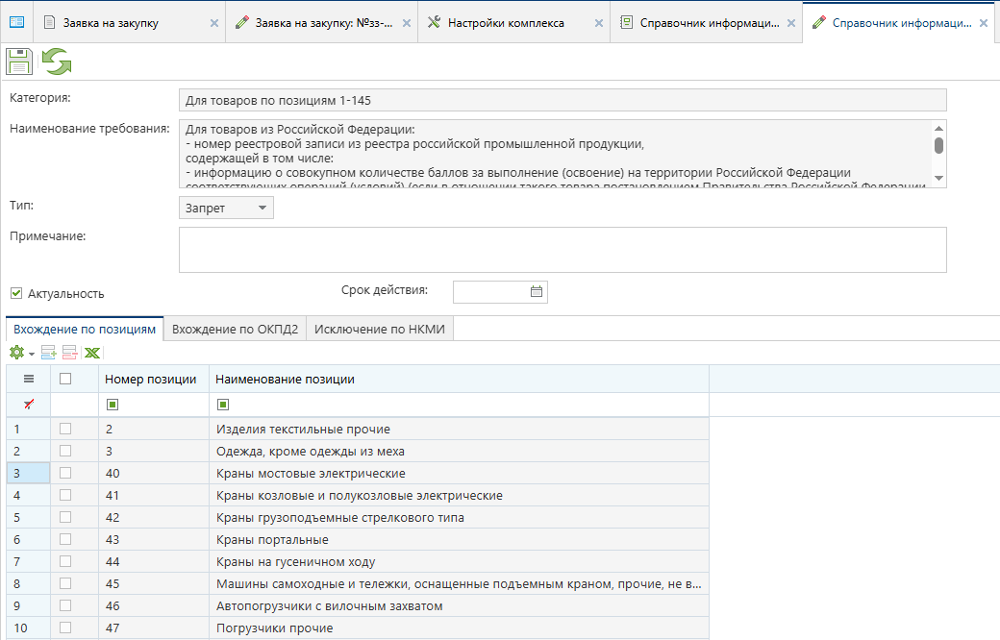 Заявка на закупку
Заявка на закупку: №зз-...
Настройки комплекса
Справочник информаци...
Справочник информаци...
Категория:
Для товаров по позициям 1-145
Наименование требования:
Для товаров из Российской Федерации:
- номер реестровой записи из реестра российской промышленной продукции,
содержащей в том числе:
- информацию о совокупном количестве баллов за выполнение (освоение) на территории Российской Федерации
соответствующих операций (условий) (если в отношении такого товара постановлением Правительства Российской Федерации
Тип:
Запрет
Примечание:
Актуальность
Срок действия:
Вхождение по позициям
Вхождение по ОКПД2
Исключение по НКМИ
Номер позиции
Наименование позиции
1 2 Изделия текстильные прочие
2 3 Одежда, кроме одежды из меха
3 40 Краны мостовые электрические
4 41 Краны козловые и полукозловые электрические
5 42 Краны грузоподъемные стрелкового типа
6 43 Краны портальные
7 44 Краны на гусеничном ходу
8 45 Машины самоходные и тележки, оснащенные подъемным краном, прочие, не в...
9 46 Автопогрузчики с вилочным захватом
10 47 Погрузчики прочие